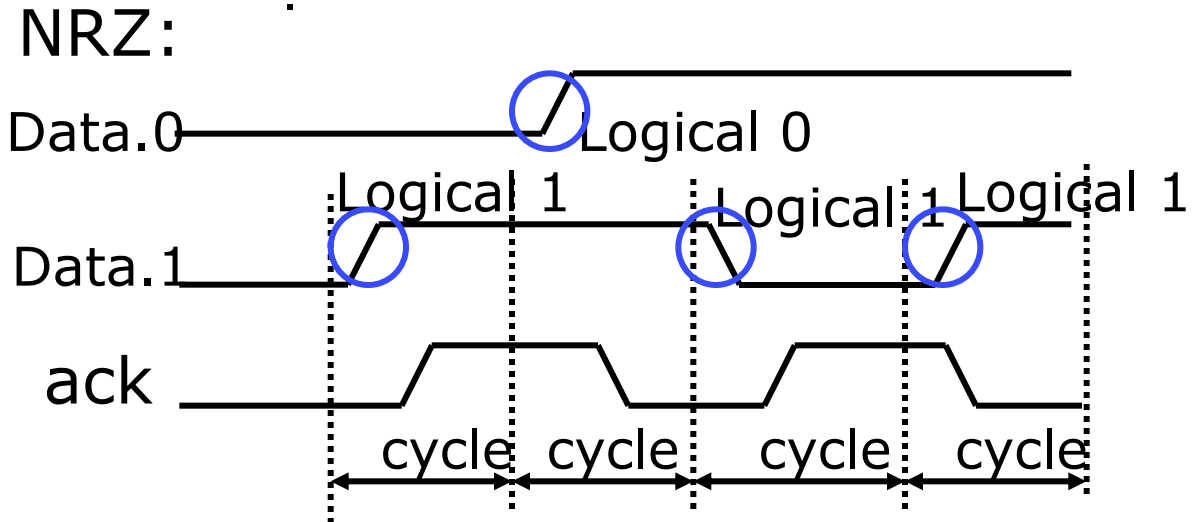 NRZ:
Data.0
Logical 0
Logical 1
Logical 1
Logical 1
Data.1
ack
cycle cycle cycle cycle